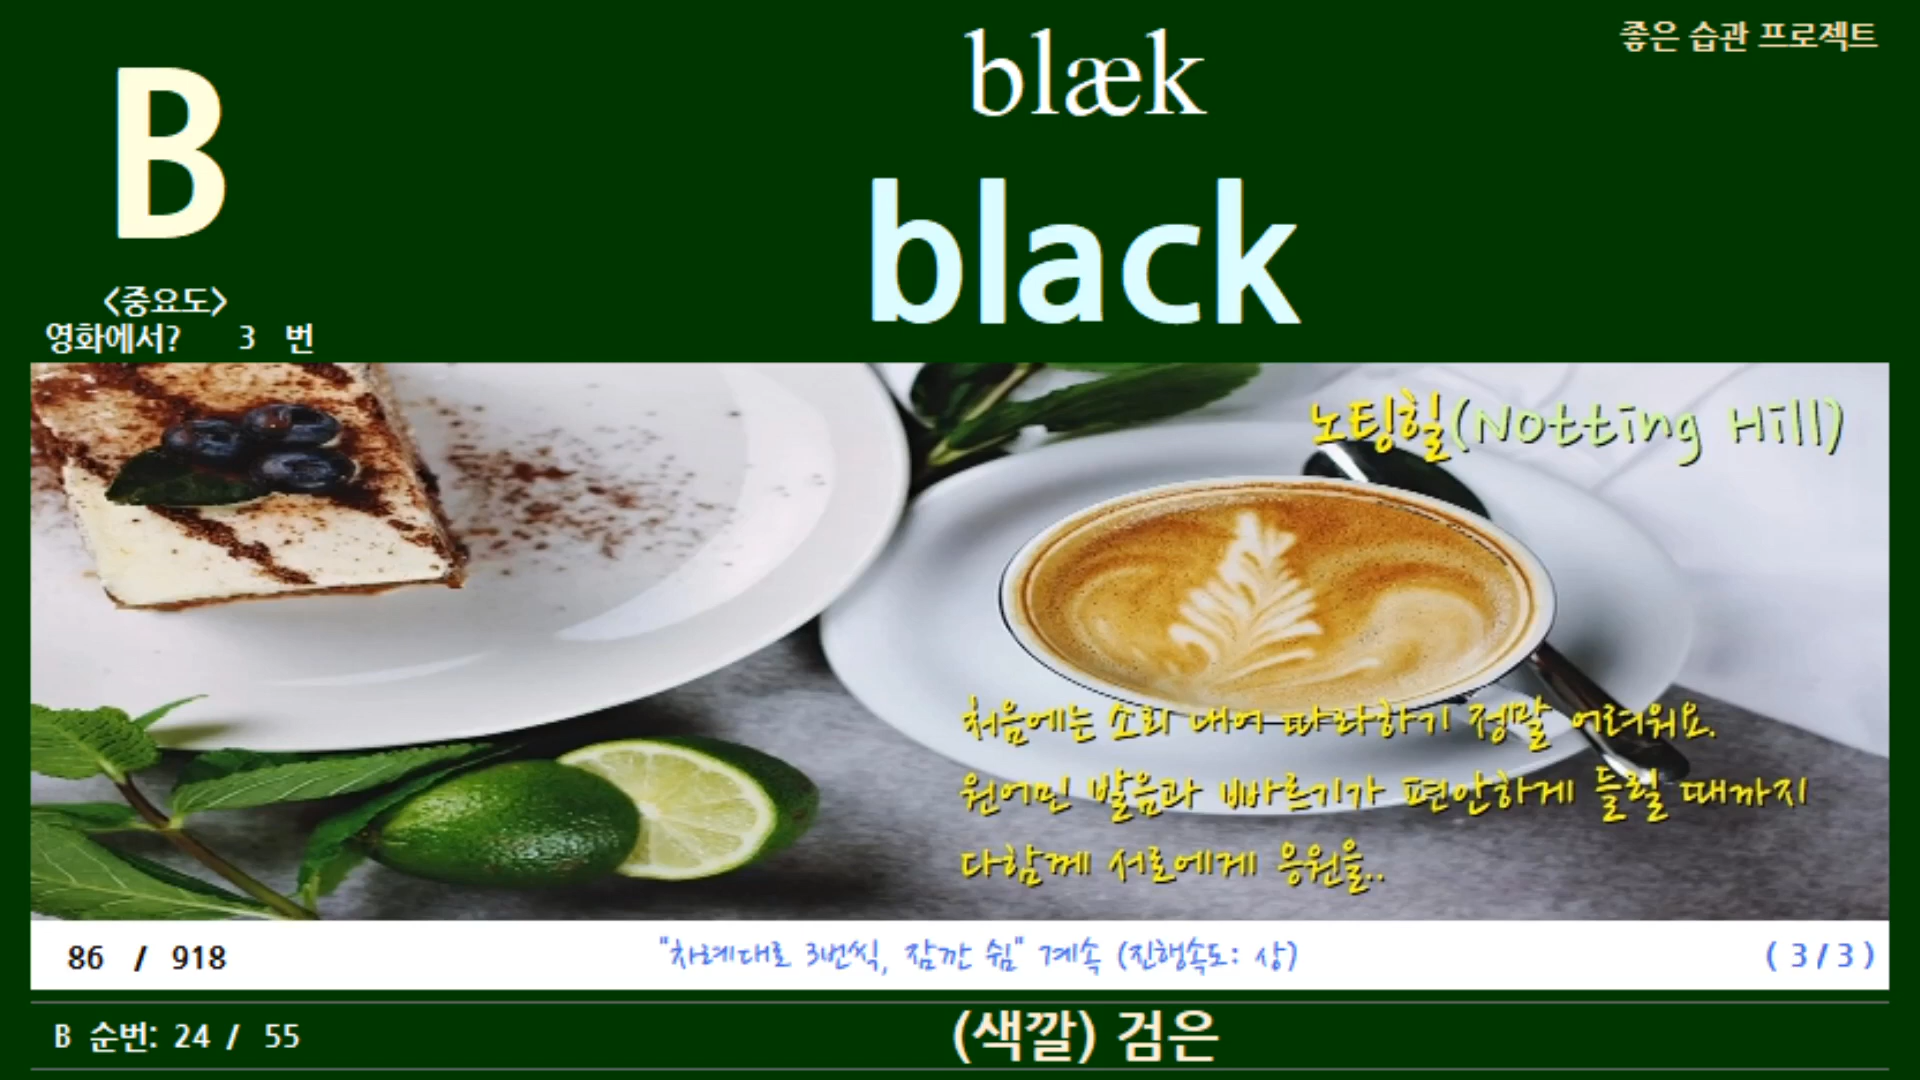 좋은 습관 프로젝트
B
blæk
black
<중요도>
영화에서? 3 번
노팅힐(Notting Hill)
처음에는 소리 내어 따라하기 정말 어려워요.
원어민 발음과 빠르기가 편안하게 들릴 때까지
다함께 서로에게 응원을..
86 / 918
"차례대로 3번씩, 잠깐 쉼" 계속 (진행속도: 상)
( 3 / 3 )
B 순번: 24 / 55
(색깔) 검은